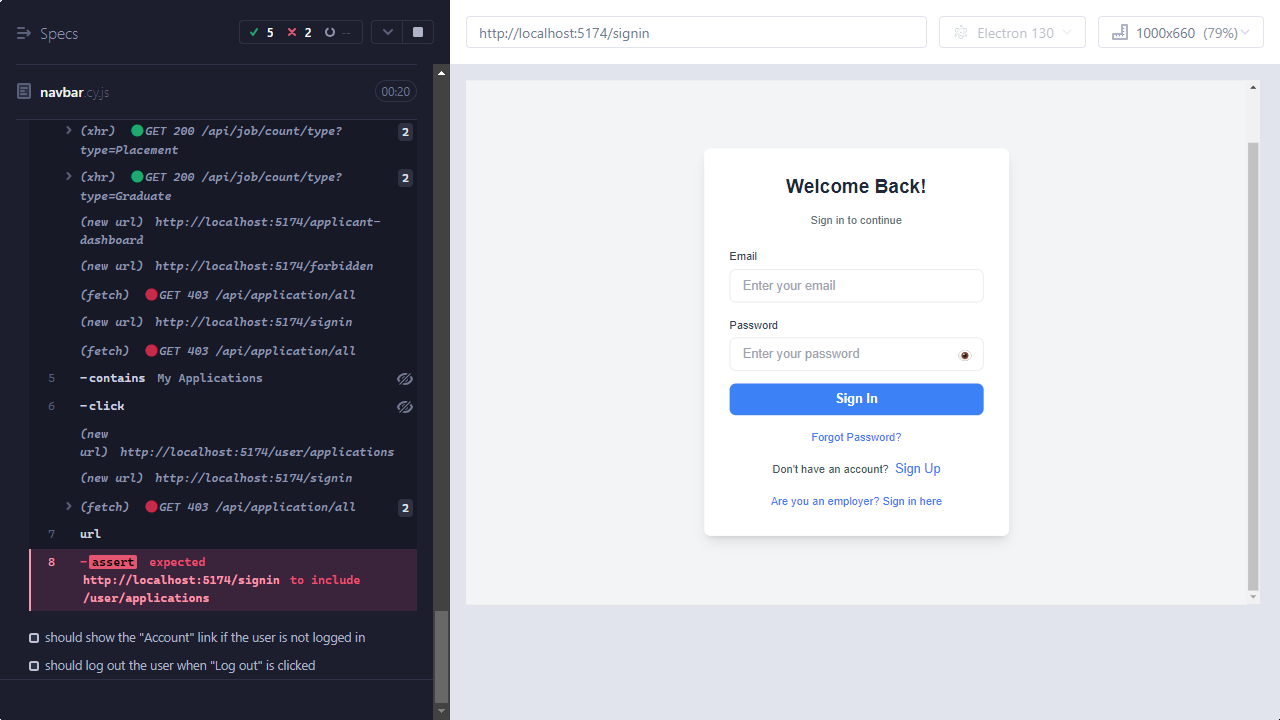 Specs
5
2
--
navbar.cy.js
00:20
(xhr) GET 200 /api/job/count/type?
type=Placement
2
(xhr) GET 200 /api/job/count/type?
type=Graduate
2
(new url) http://localhost:5174/applicant-
dashboard
(new url) http://localhost:5174/forbidden
(fetch) GET 403 /api/application/all
(new url) http://localhost:5174/signin
(fetch) GET 403 /api/application/all
5 -contains My Applications
6 -click
(new
url) http://localhost:5174/user/applications
(new url) http://localhost:5174/signin
(fetch) GET 403 /api/application/all 2
7 url
8 -assert expected
http://localhost:5174/signin to include
/user/applications
should show the "Account" link if the user is not logged in
should log out the user when "Log out" is clicked
http://localhost:5174/signin
Electron 130
1000x660 (79%)
Welcome Back!
Sign in to continue
Email
Enter your email
Password
Enter your password
Sign In
Forgot Password?
Don't have an account? Sign Up
Are you an employer? Sign in here